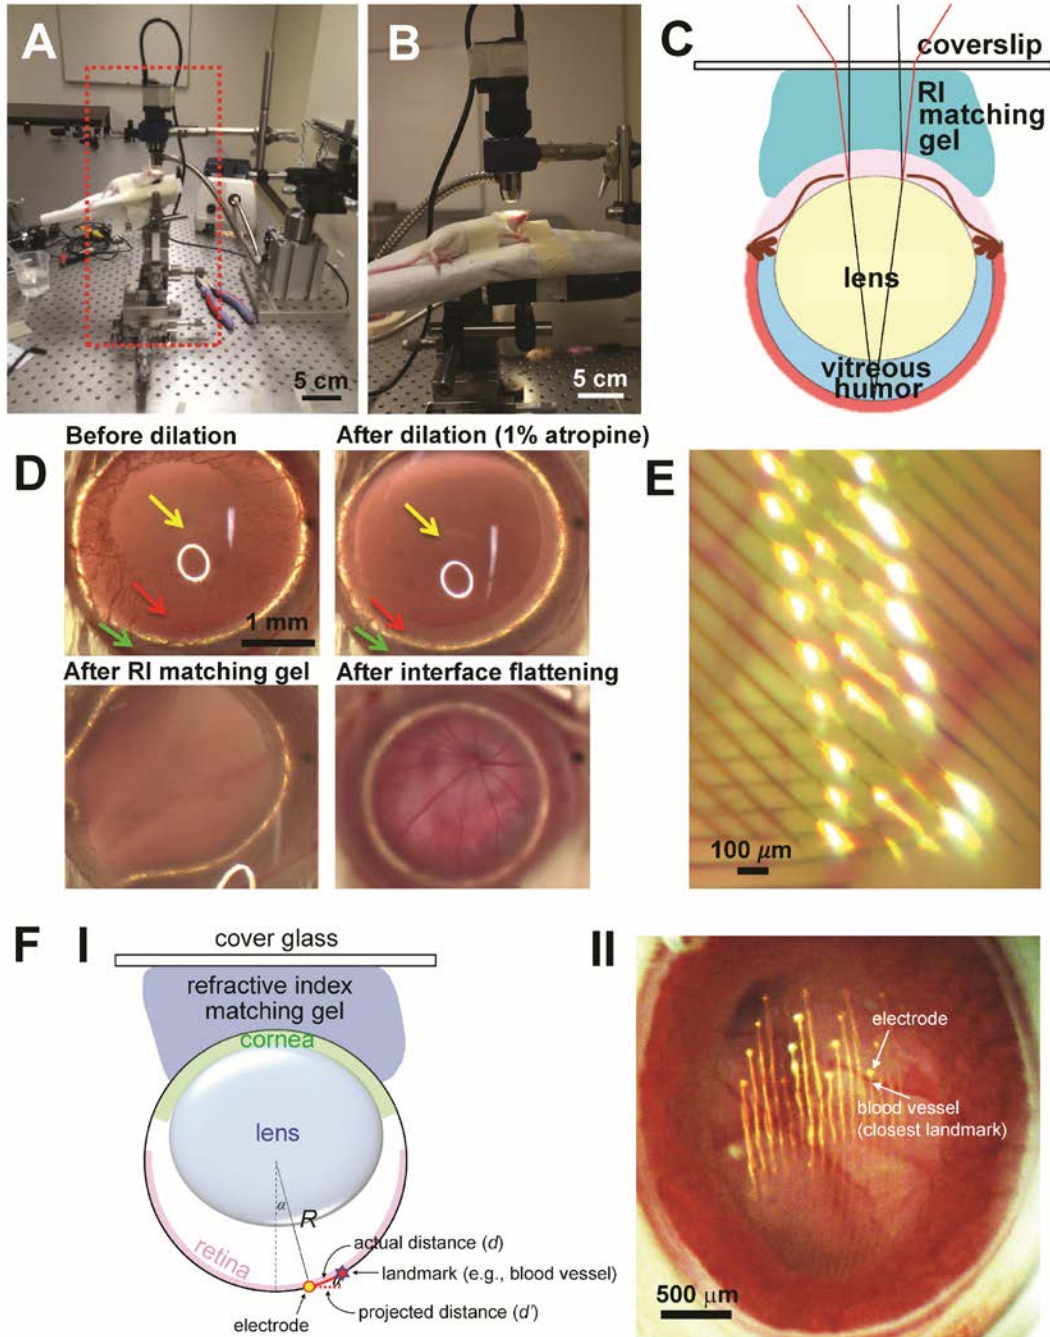 A
5 cm
B
5 cm
C
coverslip
RI
matching
gel
lens
vitreous
humor
D
Before dilation
After dilation (1% atropine)
1 mm
After RI matching gel
After interface flattening
E
100 μm
F
I
cover glass
refractive index
matching gel
cornea
lens
α
R
retina
actual distance (d)
landmark (e.g., blood vessel)
projected distance (d')
electrode
II
electrode
blood vessel
(closest landmark)
500 μm